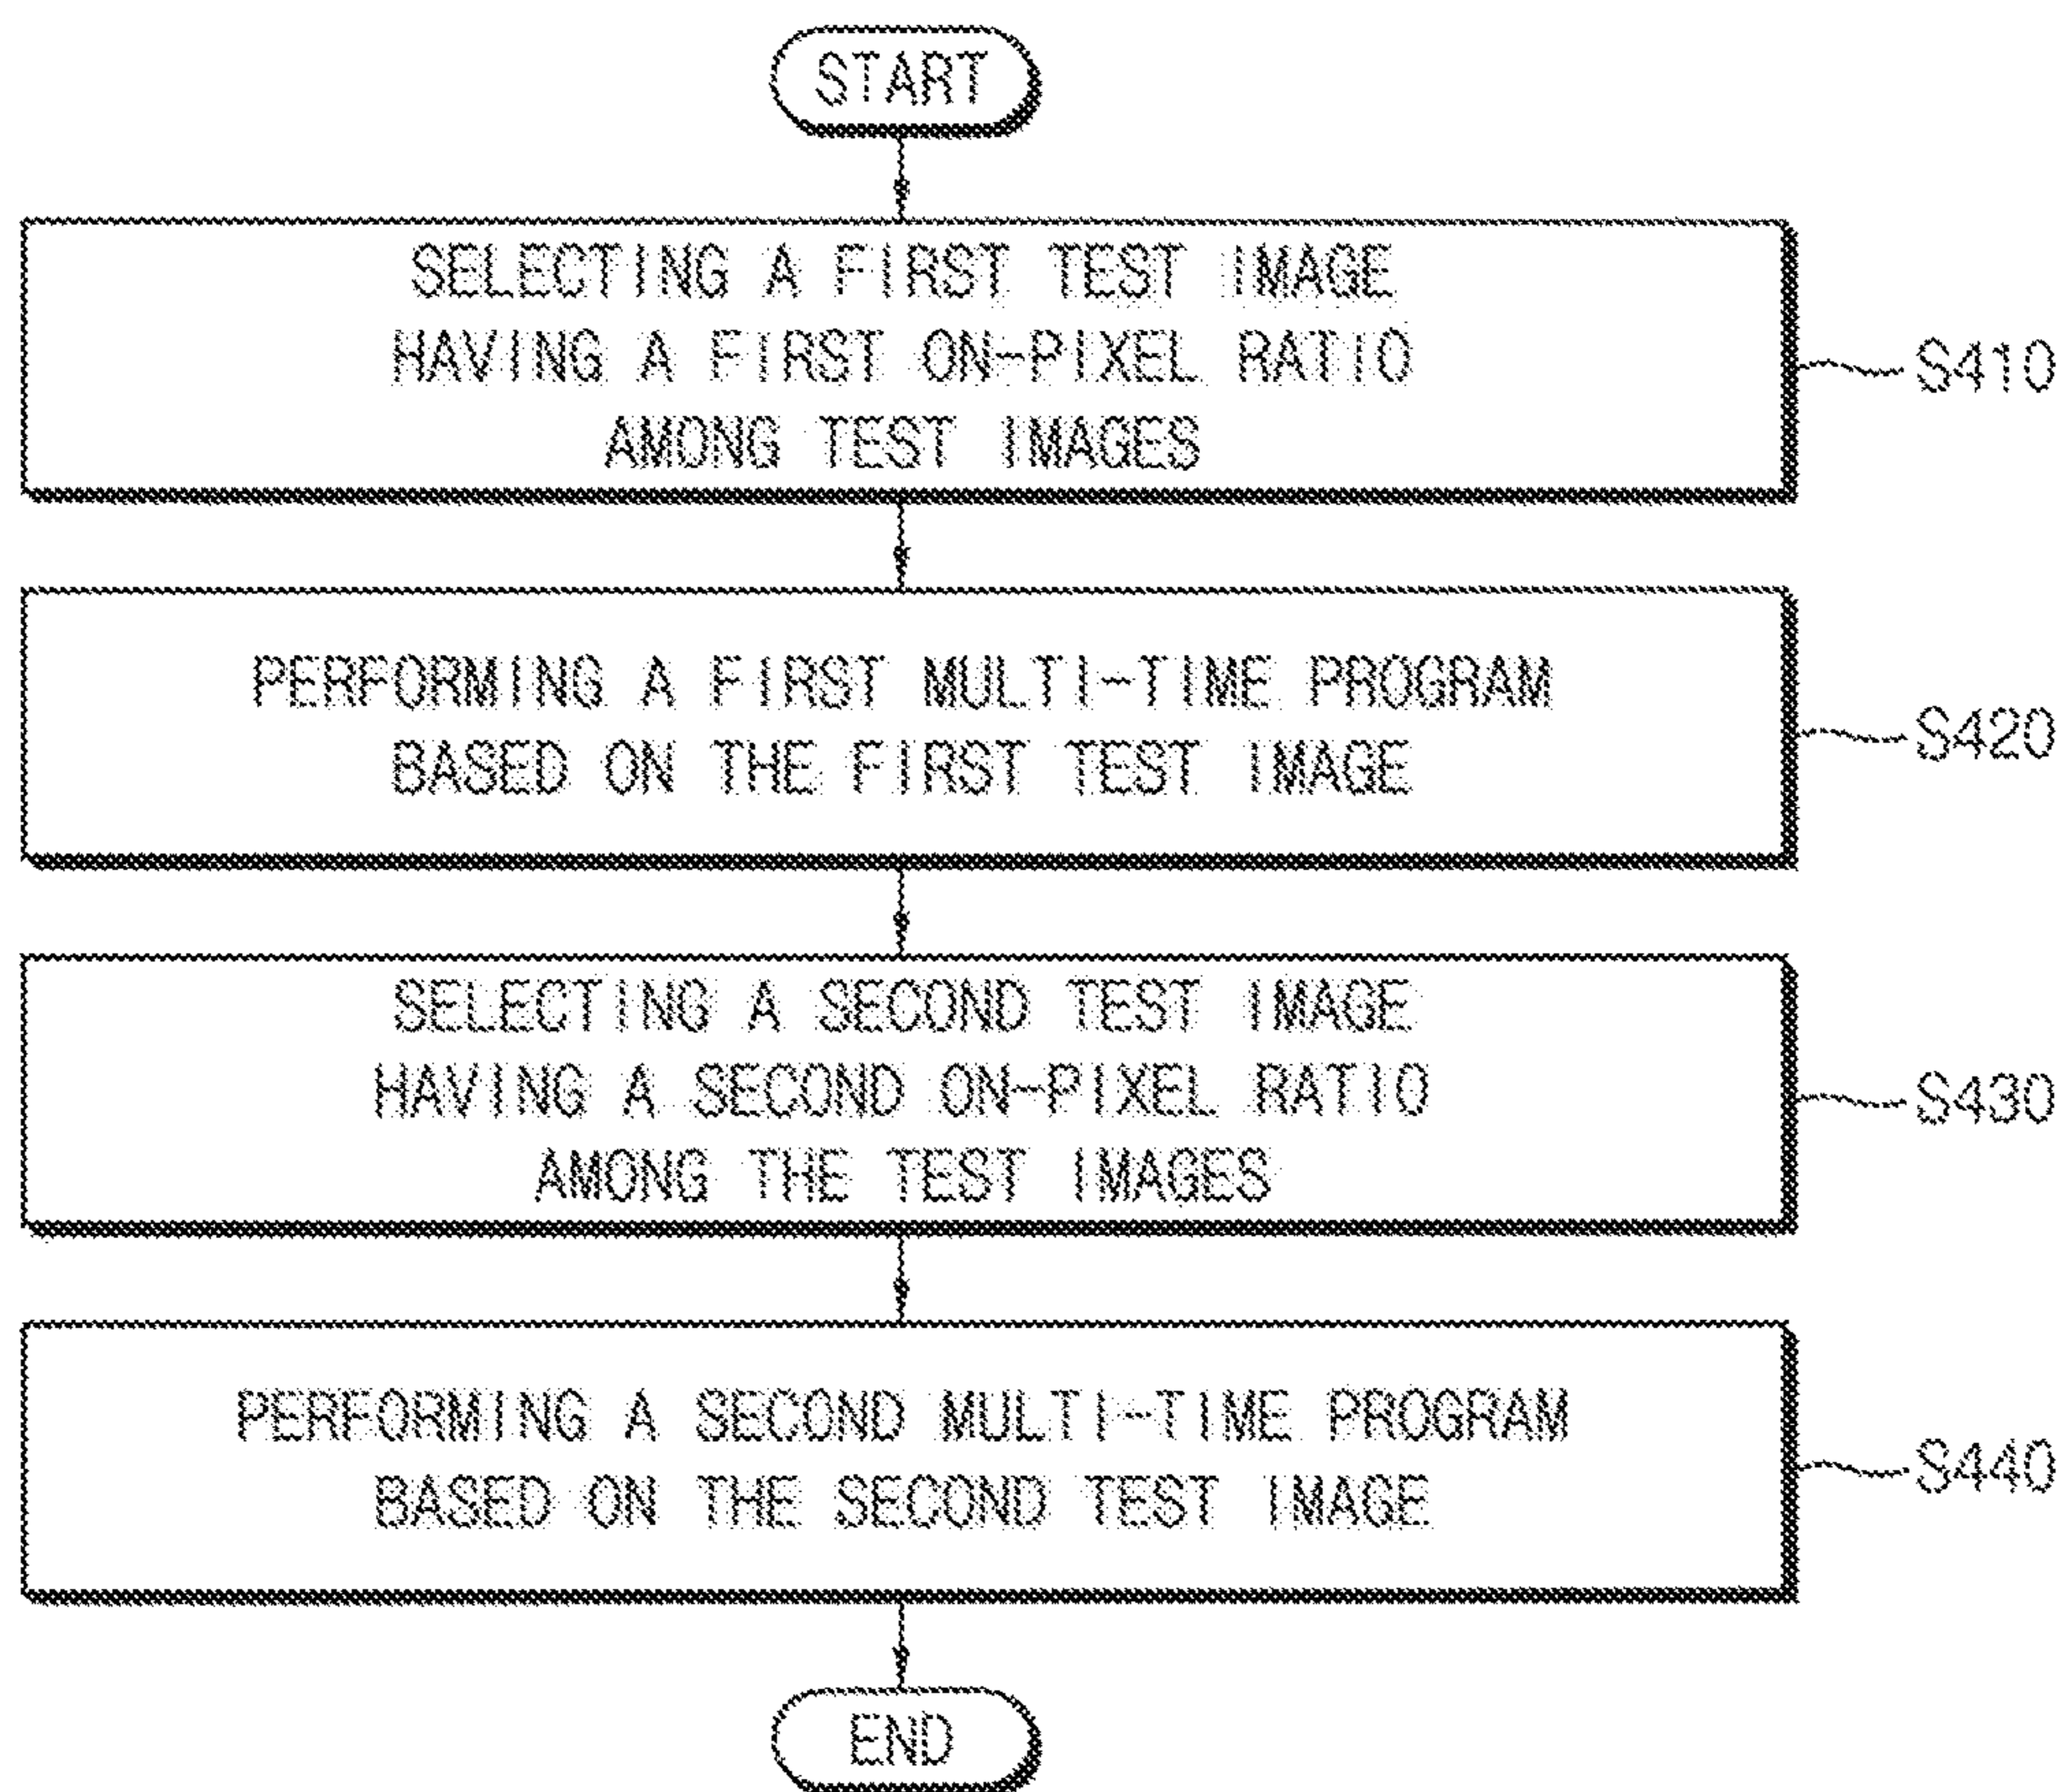 START
SELECTING A FIRST TEST IMAGE
HAVING A FIRST ON-PIXEL RATIO
AMONG TEST IMAGES
S410
PERFORMING A FIRST MULTI-TIME PROGRAM
BASED ON THE FIRST TEST IMAGE
S420
SELECTING A SECOND TEST IMAGE
HAVING A SECOND ON-PIXEL RATIO
AMONG THE TEST IMAGES
S430
PERFORMING A SECOND MULTI-TIME PROGRAM
BASED ON THE SECOND TEST IMAGE
S440
END